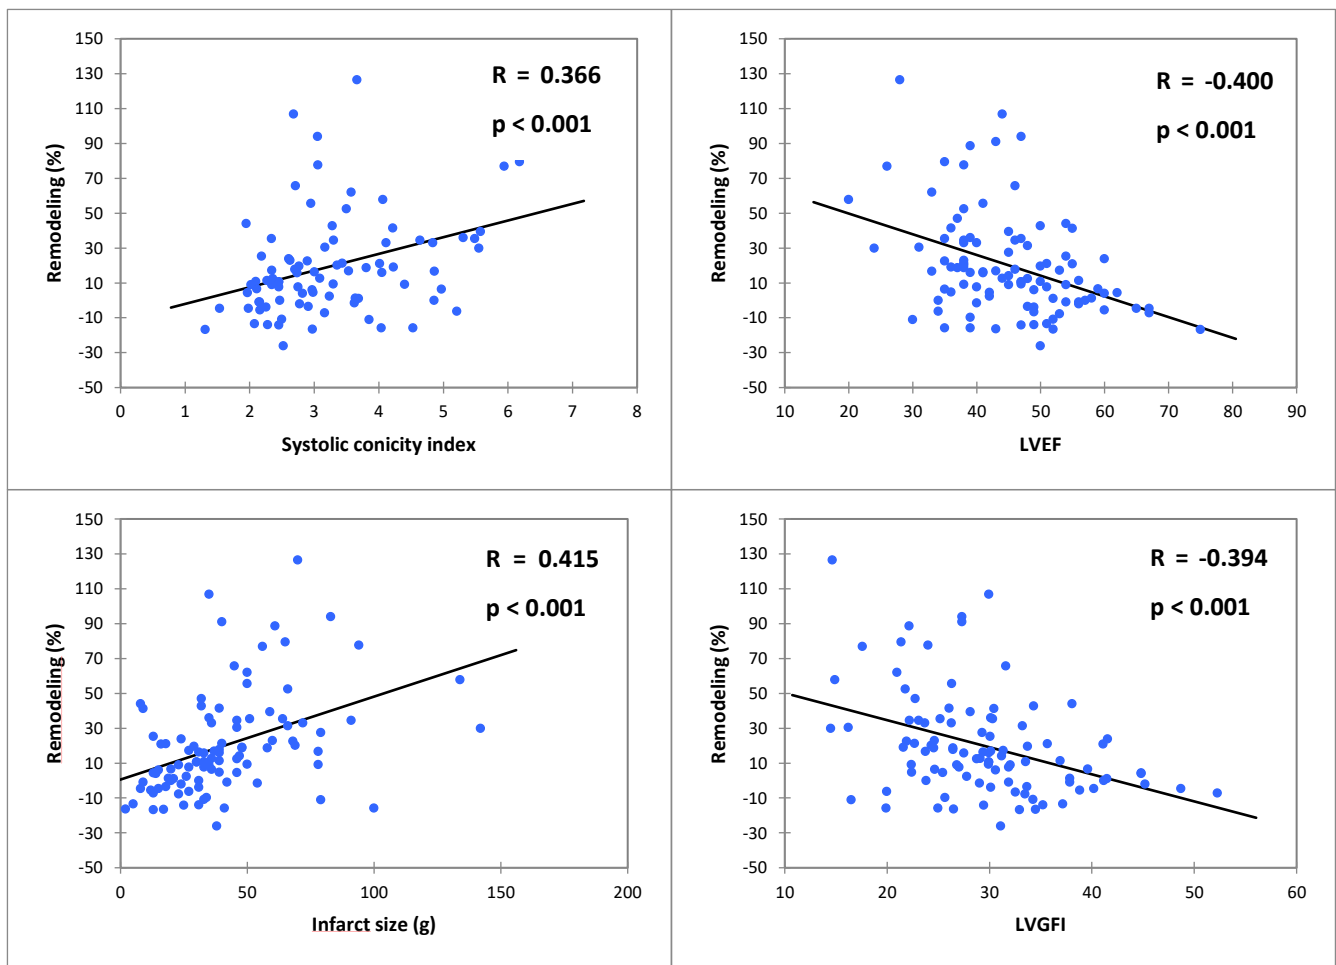 150
130
110
90
70
50
30
10
-10
-30
-50
Remodeling (%)
R = 0.366
p < 0.001
0 1 2 3 4 5 6 7 8
Systolic conicity index
150
130
110
90
70
50
30
10
-10
-30
-50
Remodeling (%)
R = -0.400
p < 0.001
10 20 30 40 50 60 70 80 90
LVEF
150
130
110
90
70
50
30
10
-10
-30
-50
Remodeling (%)
R = 0.415
p < 0.001
0 50 100 150 200
Infarct size (g)
150
130
110
90
70
50
30
10
-10
-30
-50
Remodeling (%)
R = -0.394
p < 0.001
10 20 30 40 50 60
LVGFI